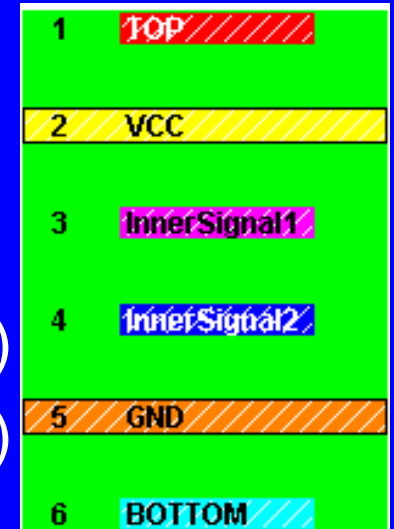 1 TOP
2 VCC
3 InnerSignal1
4 InnerSignal2
5 GND
6 BOTTOM